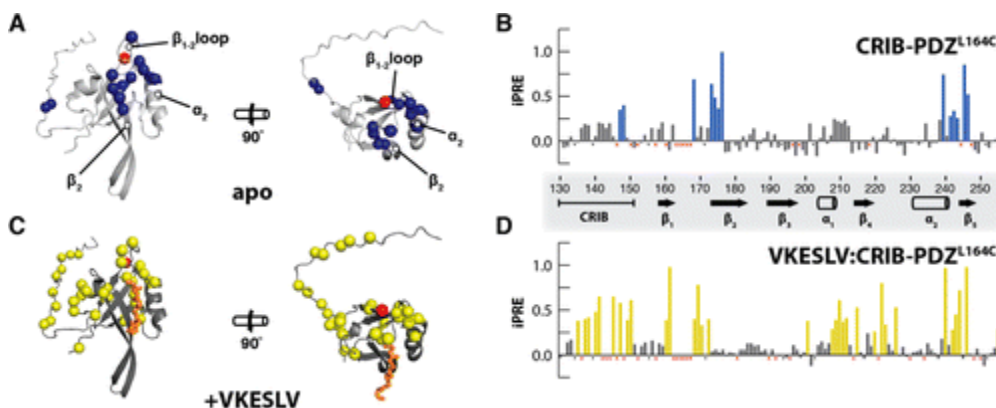 A
β1-2loop
β1-2loop
α2
α2
90°
β2
β2
apo
B
CRIB-PDZL164C
iPRE
1.0
0.5
0.0
130 140 150 160 170 180 190 200 210 220 230 240 250
CRIB
β1
β2
β3
α1
β4
α2
β5
C
90°
+VKESLV
D
VKESLV:CRIB-PDZL164C
iPRE
1.0
0.5
0.0